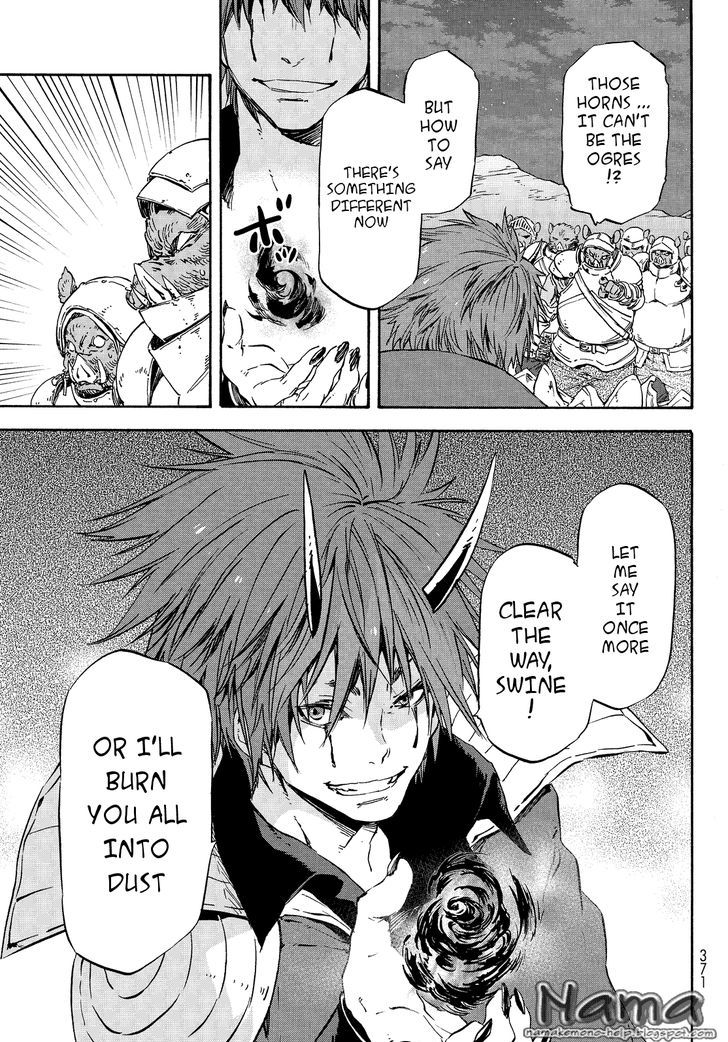 THOSE
HORNS ...
IT CAN'T
BE THE
OGRES
!?
BUT
HOW
TO
SAY
THERE'S
SOMETHING
DIFFERENT
NOW
ボッ
LET
ME
SAY
IT
ONCE
MORE
CLEAR
THE
WAY,
SWINE
!
OR I'LL
BURN
YOU ALL
INTO
DUST
371
Nama
namakemono-help.blogspot.com